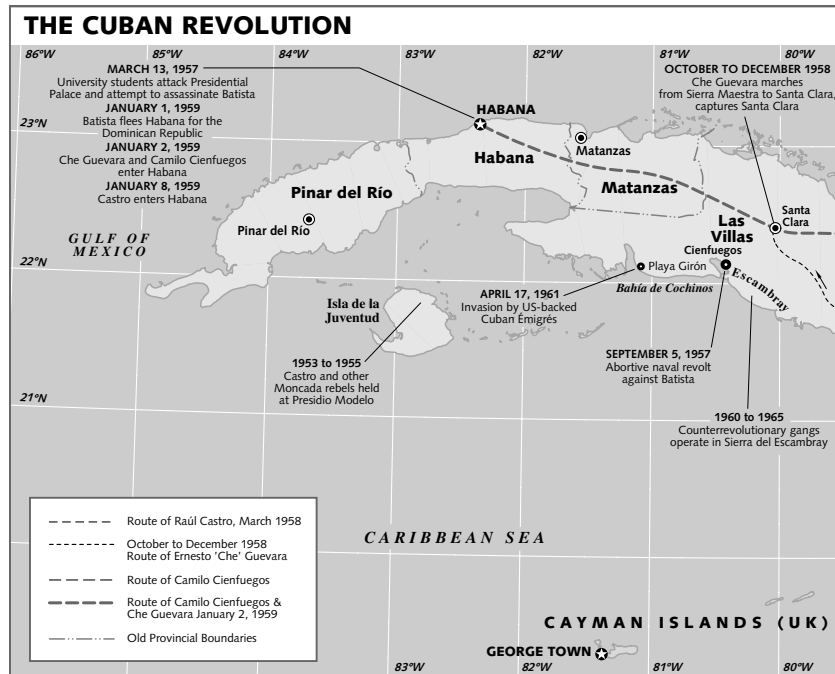 THE CUBAN REVOLUTION
86°W
85°W
84°W
83°W
82°W
81°W
80°W
MARCH 13, 1957
University students attack Presidential
Palace and attempt to assassinate Batista
JANUARY 1, 1959
Batista flees Habana for the
Dominican Republic
JANUARY 2, 1959
Che Guevara and Camilo Cienfuegos
enter Habana
JANUARY 8, 1959
Castro enters Habana
OCTOBER TO DECEMBER 1958
Che Guevara marches
from Sierra Maestra to Santa Clara,
captures Santa Clara
23°N
HABANA
Habana
Matanzas
Matanzas
Pinar del Río
Pinar del Río
GULF OF
MEXICO
Las
Villas
Santa
Clara
Cienfuegos
Escambray
22°N
Playa Girón
Bahía de Cochinos
APRIL 17, 1961
Invasion by US-backed
Cuban Émigrés
Isla de la
Juventud
1953 to 1955
Castro and other
Moncada rebels held
at Presidio Modelo
SEPTEMBER 5, 1957
Abortive naval revolt
against Batista
21°N
1960 to 1965
Counterrevolutionary gangs
operate in Sierra del Escambray
Route of Raúl Castro, March 1958
October to December 1958
Route of Ernesto 'Che' Guevara
Route of Camilo Cienfuegos
Route of Camilo Cienfuegos &
Che Guevara January 2, 1959
Old Provincial Boundaries
CARIBBEAN SEA
CAYMAN ISLANDS (UK)
GEORGE TOWN
83°W
82°W
81°W
80°W